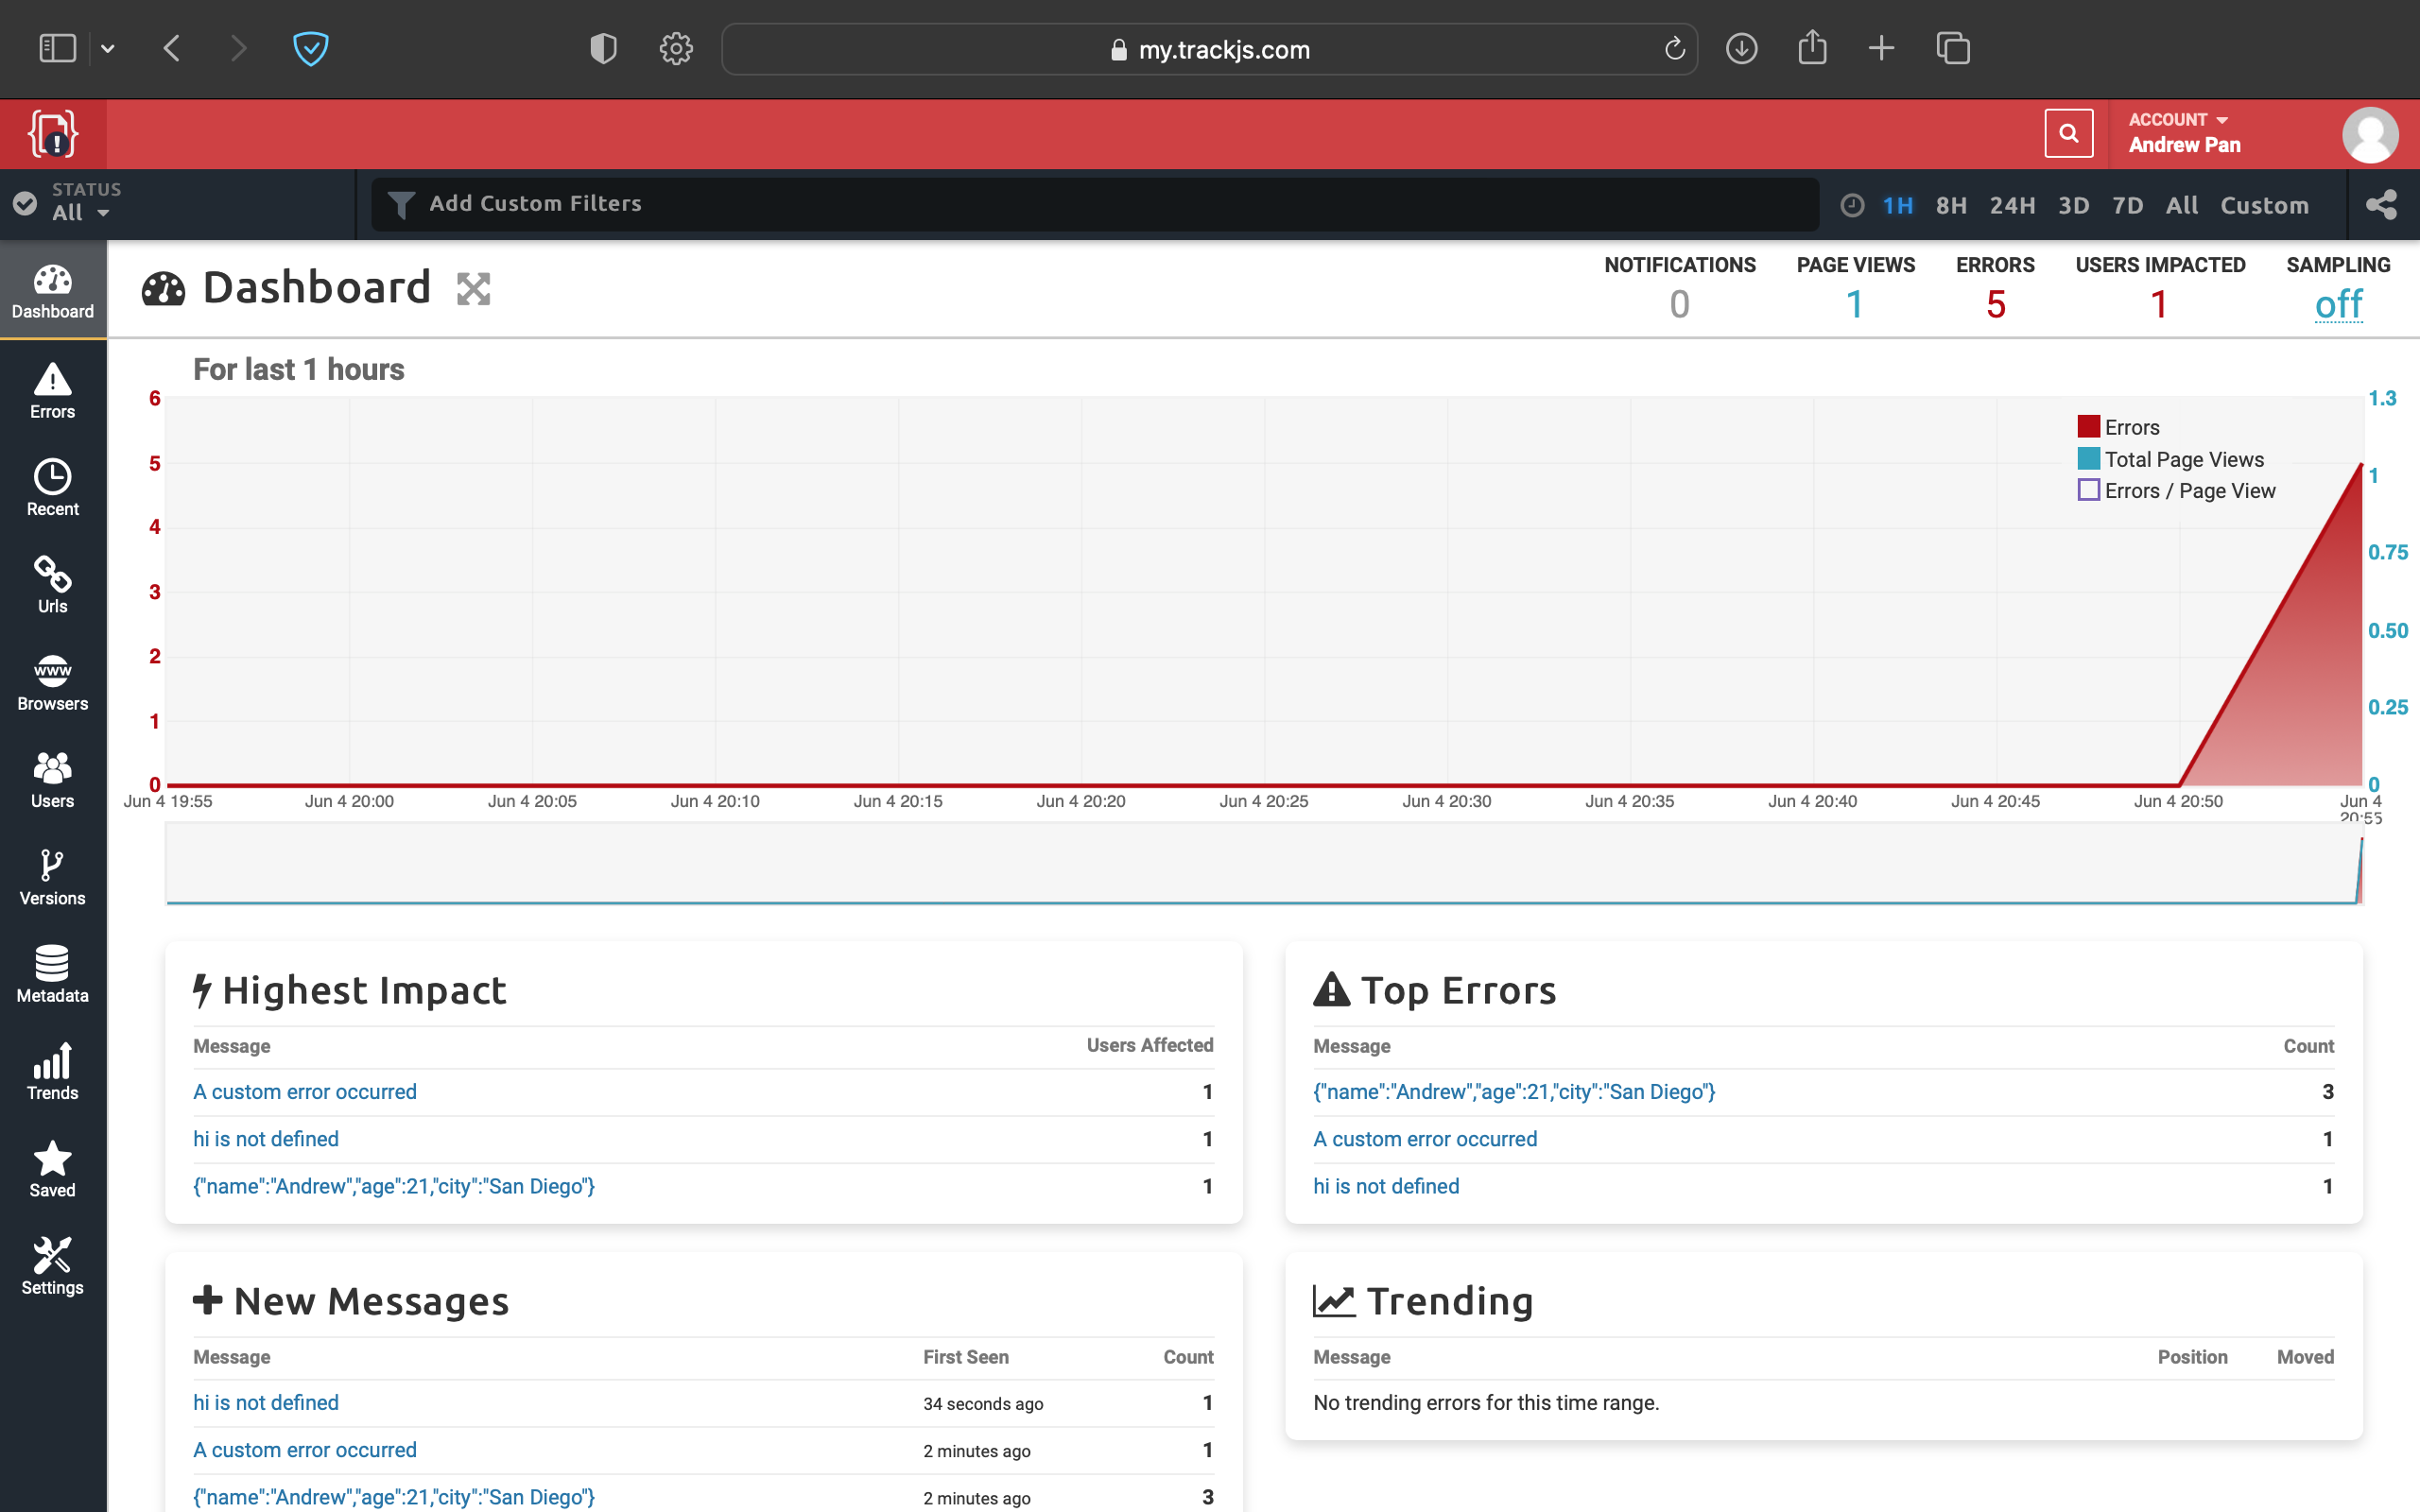 my.trackjs.com
ACCOUNT
Andrew Pan
STATUS
All
Add Custom Filters
1H 8H 24H 3D 7D All Custom
Dashboard
NOTIFICATIONS
0
PAGE VIEWS
1
ERRORS
5
USERS IMPACTED
1
SAMPLING
off
Dashboard
Errors
Recent
Urls
WWW
Browsers
Users
Versions
Metadata
Trends
Saved
Settings
For last 1 hours
6
5
4
3
2
1
0
1.3
1
0.75
0.50
0.25
0
Errors
Total Page Views
Errors / Page View
Jun 4 19:55
Jun 4 20:00
Jun 4 20:05
Jun 4 20:10
Jun 4 20:15
Jun 4 20:20
Jun 4 20:25
Jun 4 20:30
Jun 4 20:35
Jun 4 20:40
Jun 4 20:45
Jun 4 20:50
Jun 4
20:55
Highest Impact
Message Users Affected
A custom error occurred 1
hi is not defined 1
{"name":"Andrew","age":21,"city":"San Diego"} 1
Top Errors
Message Count
{"name":"Andrew","age":21,"city":"San Diego"} 3
A custom error occurred 1
hi is not defined 1
New Messages
Message First Seen Count
hi is not defined 34 seconds ago 1
A custom error occurred 2 minutes ago 1
{"name":"Andrew","age":21,"city":"San Diego"} 2 minutes ago 3
Trending
Message Position Moved
No trending errors for this time range.